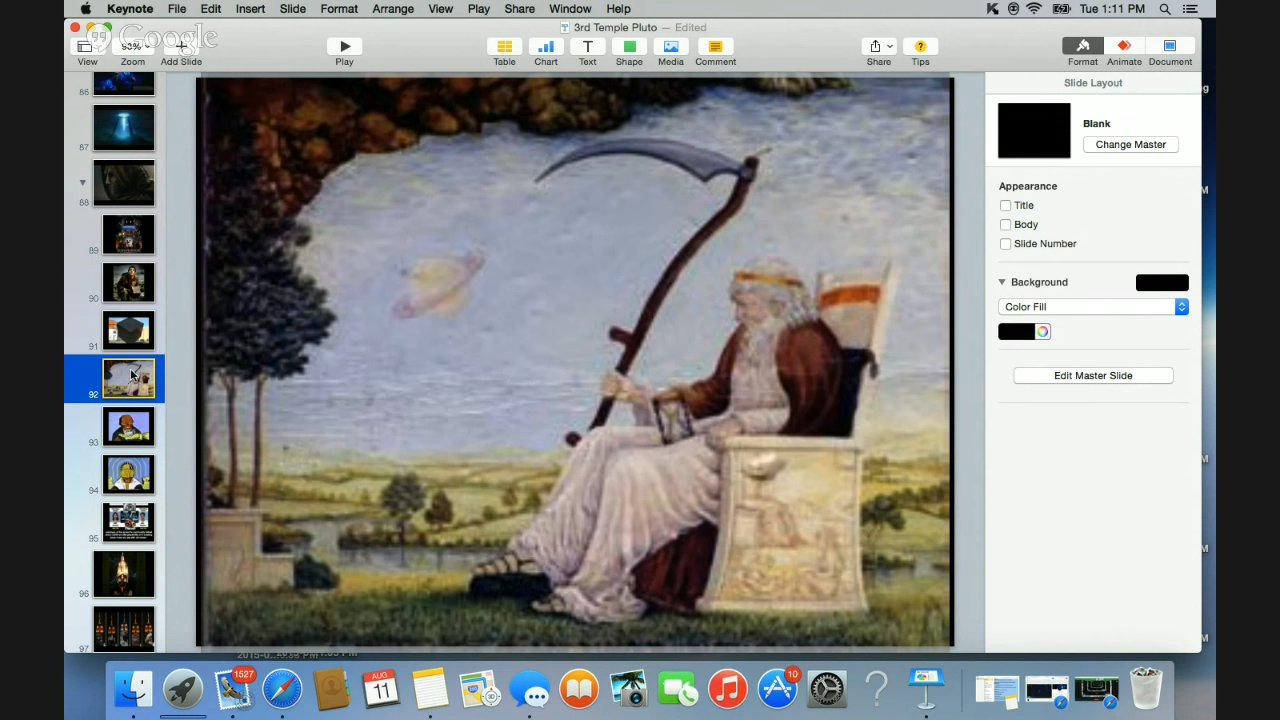 Keynote File Edit Insert Slide Format Arrange View Play Share Window Help
Tue 1:11 PM
Google
3rd Temple Pluto — Edited
View Zoom Add Slide Play Table Chart Text Shape Media Comment Share Tips Format Animate Document
Slide Layout
Blank
Change Master
Appearance
Title
Body
Slide Number
Background
Color Fill
Edit Master Slide
66
67
88
89
90
91
92
93
94
95
96
97
1527
AUG
11
10